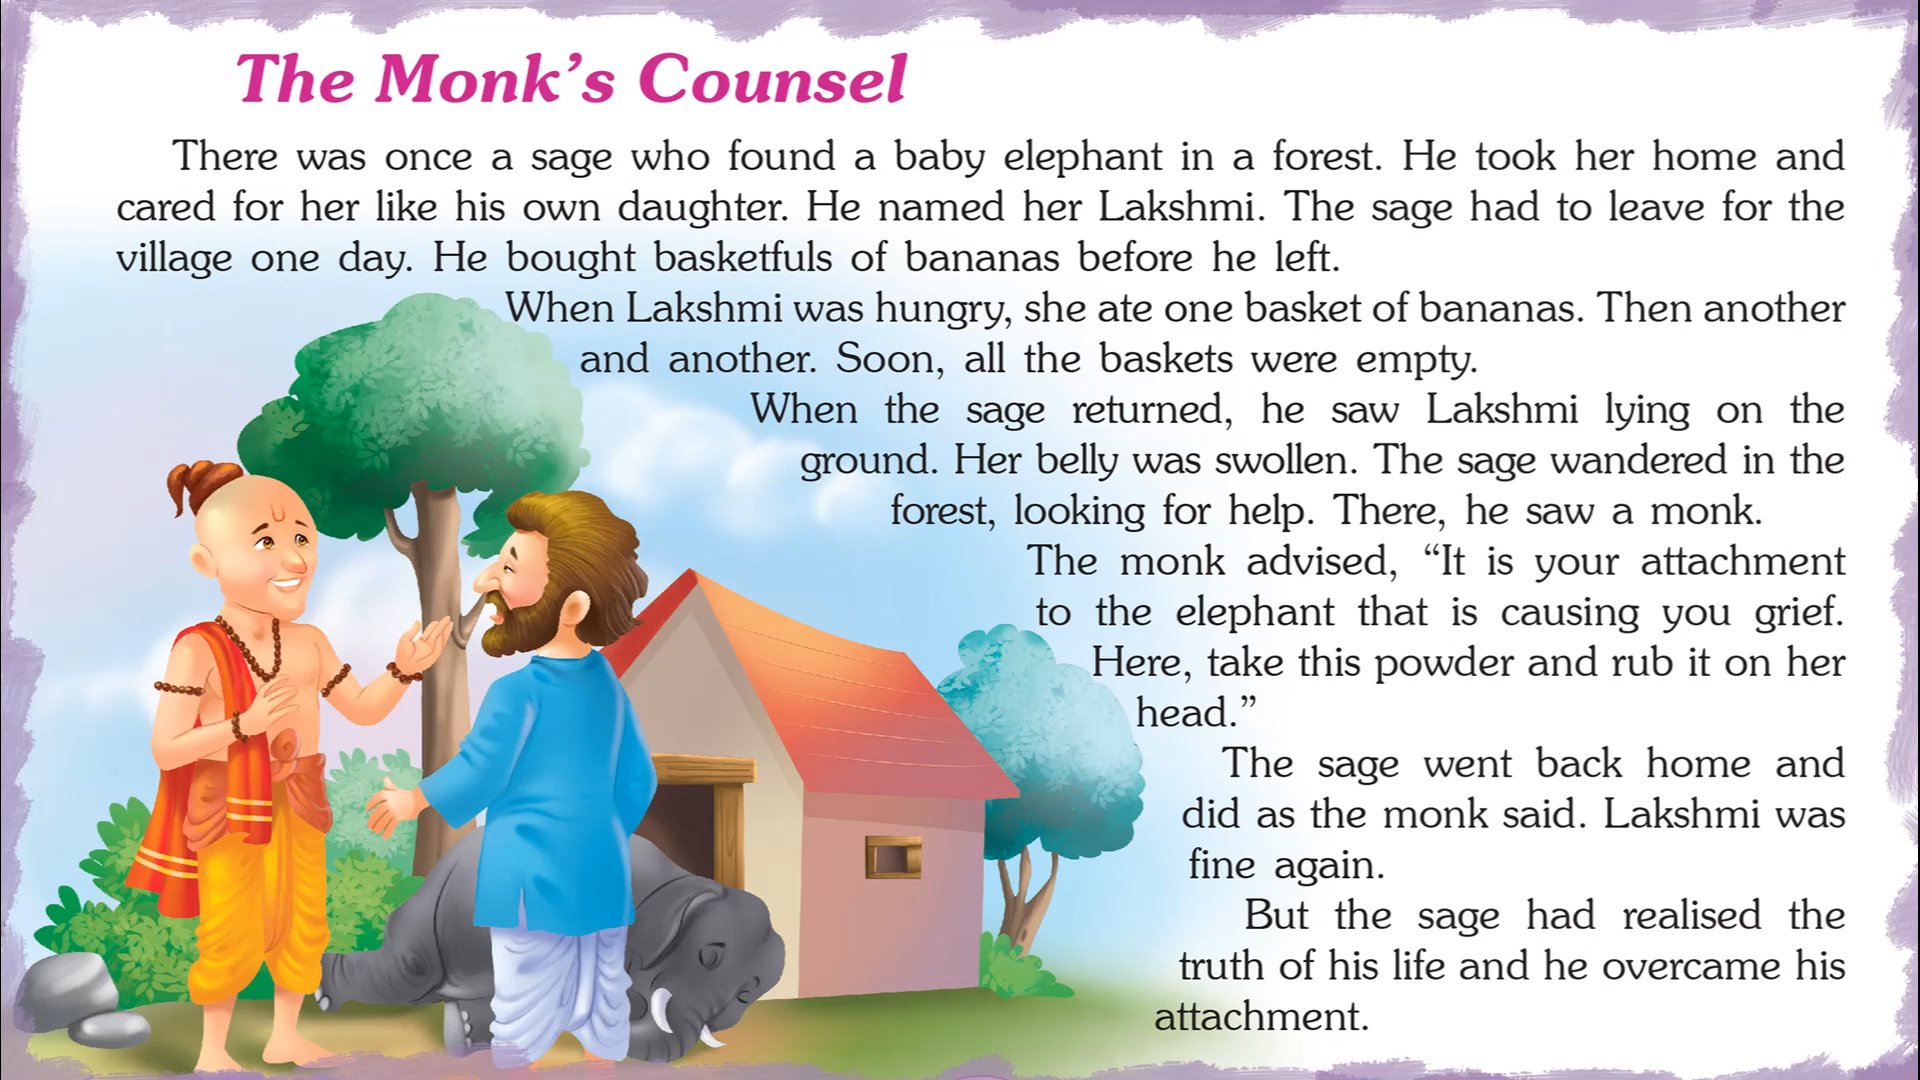 The Monk’s Counsel
There was once a sage who found a baby elephant in a forest. He took her home and
cared for her like his own daughter. He named her Lakshmi. The sage had to leave for the
village one day. He bought basketfuls of bananas before he left.
When Lakshmi was hungry, she ate one basket of bananas. Then another
and another. Soon, all the baskets were empty.
When the sage returned, he saw Lakshmi lying on the
ground. Her belly was swollen. The sage wandered in the
forest, looking for help. There, he saw a monk.
The monk advised, “It is your attachment
to the elephant that is causing you grief.
Here, take this powder and rub it on her
head.”
The sage went back home and
did as the monk said. Lakshmi was
fine again.
But the sage had realised the
truth of his life and he overcame his
attachment.